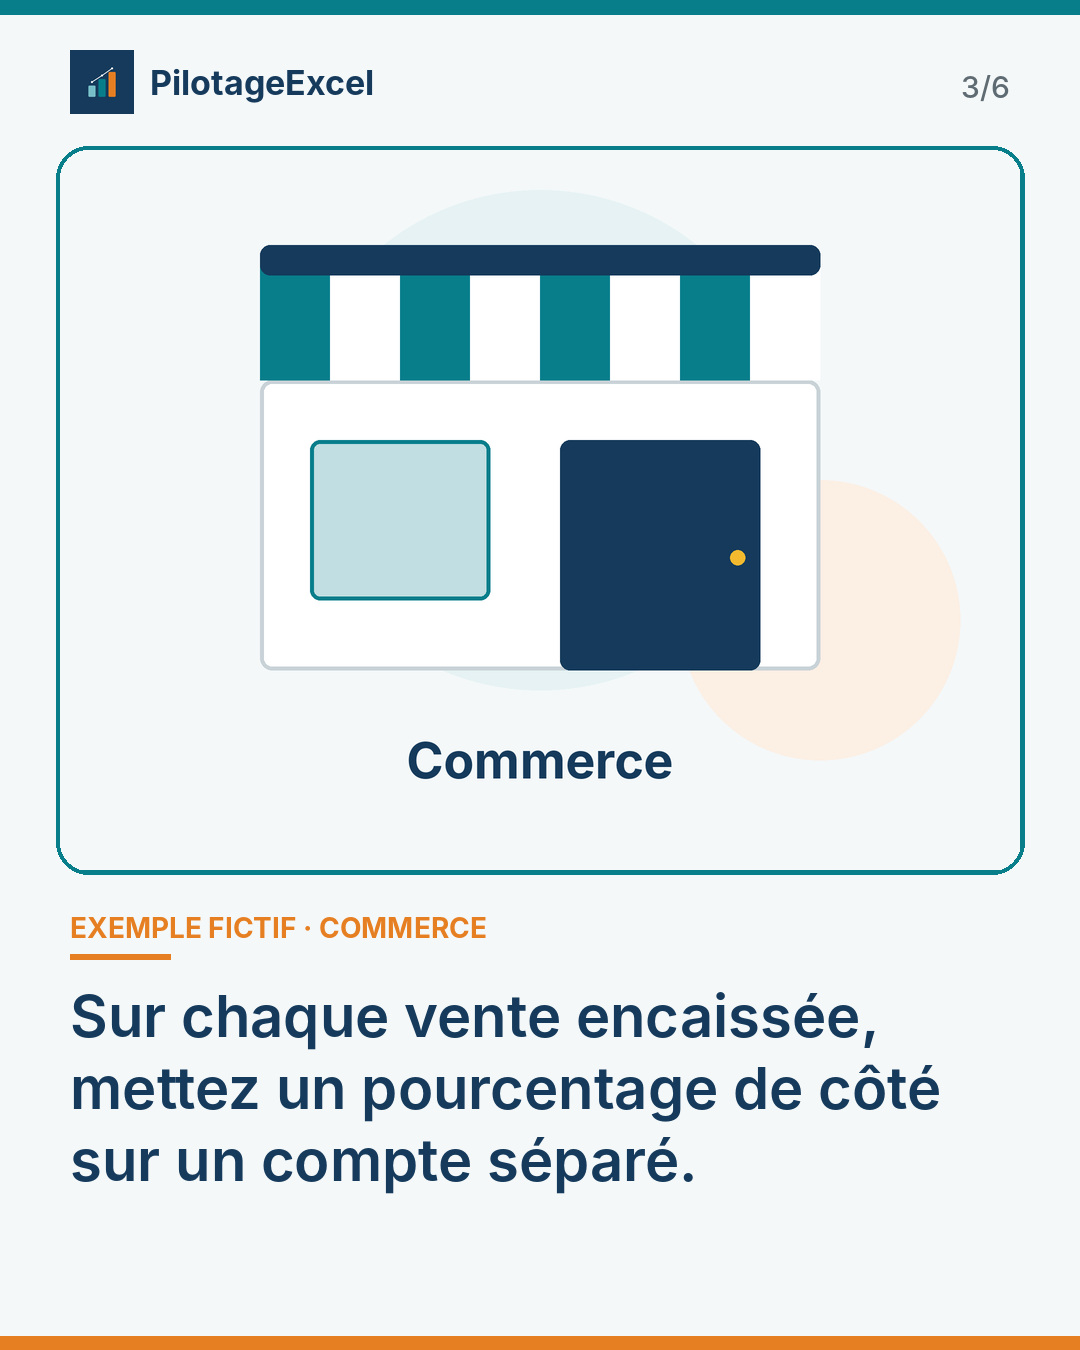 PilotageExcel
3/6
Commerce
EXEMPLE FICTIF · COMMERCE
Sur chaque vente encaissée,
mettez un pourcentage de côté
sur un compte séparé.